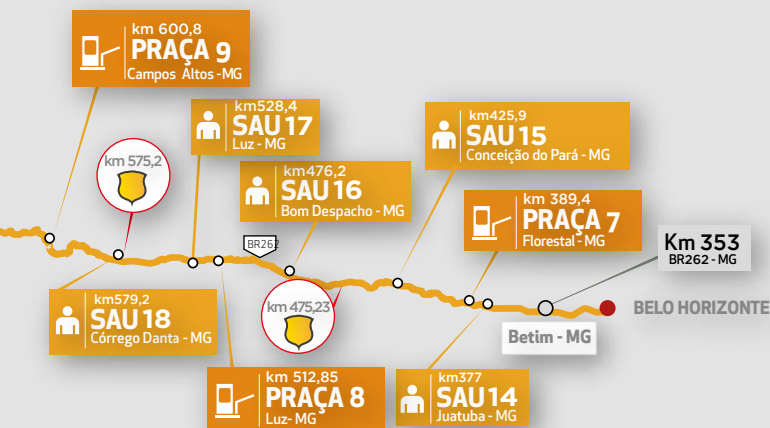 km 600,8
PRAÇA 9
Campos Altos -MG
km528,4
SAU 17
Luz - MG
km425,9
SAU 15
Conceição do Pará - MG
km 575,2
km476,2
SAU 16
Bom Despacho - MG
km 389,4
PRAÇA 7
Florestal - MG
Km 353
BR262 - MG
BR262
km579,2
SAU 18
Córrego Danta - MG
km 475,23
BELO HORIZONTE
Betim - MG
km 512,85
PRAÇA 8
Luz- MG
km377
SAU 14
Juatuba - MG